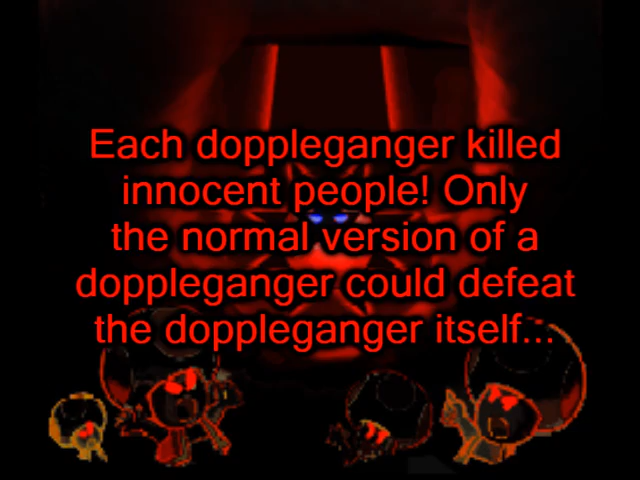 Each doppleganger killed
innocent people! Only
the normal version of a
doppleganger could defeat
the doppleganger itself...